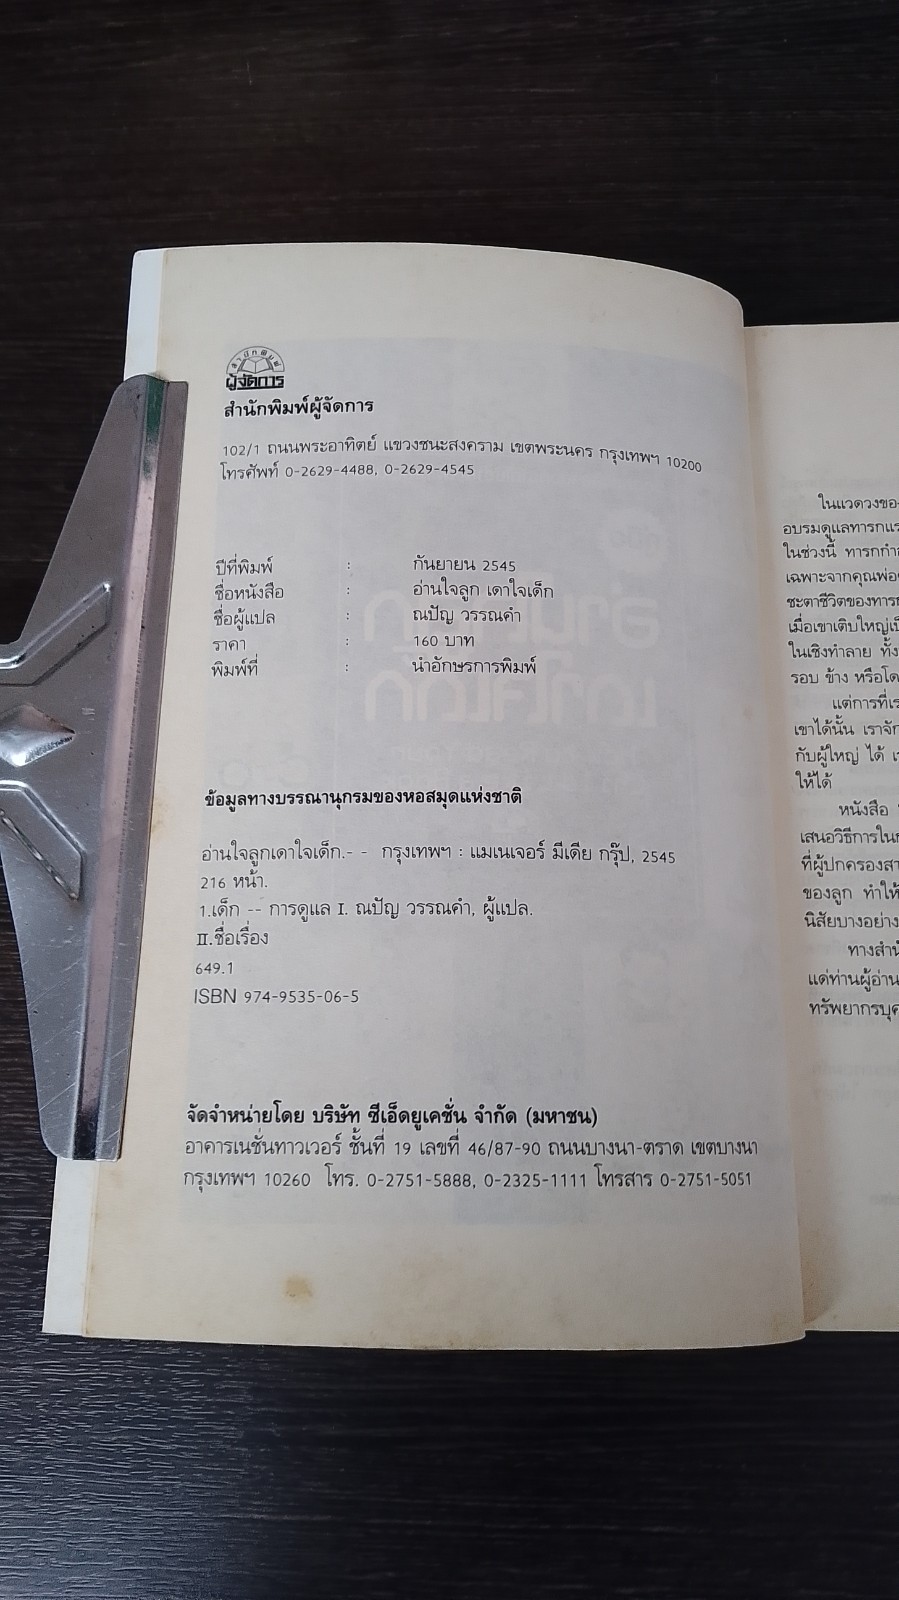 สำนักพิมพ์
ผู้จัดการ
สำนักพิมพ์ผู้จัดการ
102/1 ถนนพระอาทิตย์ แขวงชนะสงคราม เขตพระนคร กรุงเทพฯ 10200
โทรศัพท์ 0-2629-4488, 0-2629-4545
ปีที่พิมพ์ : กันยายน 2545
ชื่อหนังสือ : อ่านใจลูก เดาใจเด็ก
ชื่อผู้แปล : ณปัญ วรรณคำ
ราคา : 160 บาท
พิมพ์ที่ : นำอักษรการพิมพ์
ข้อมูลทางบรรณานุกรมของหอสมุดแห่งชาติ
อ่านใจลูกเดาใจเด็ก.- - กรุงเทพฯ : แมเนเจอร์ มีเดีย กรุ๊ป, 2545
216 หน้า.
1.เด็ก -- การดูแล I. ณปัญ วรรณคำ, ผู้แปล.
II.ชื่อเรื่อง
649.1
ISBN 974-9535-06-5
จัดจำหน่ายโดย บริษัท ซีเอ็ดยูเคชั่น จำกัด (มหาชน)
อาคารเนชั่นทาวเวอร์ ชั้นที่ 19 เลขที่ 46/87-90 ถนนบางนา-ตราด เขตบางนา
กรุงเทพฯ 10260 โทร. 0-2751-5888, 0-2325-1111 โทรสาร 0-2751-5051
ในแวดวงของ
อบรมดูแลทารกแร
ในช่วงนี้ ทารกกำ
เฉพาะจากคุณพ่อ
ชะตาชีวิตของทาร
เมื่อเขาเติบใหญ่เป็
ในเชิงทำลาย ทั้ง
รอบ ข้าง หรือโด
แต่การที่เร
เขาได้นั้น เราจัก
กับผู้ใหญ่ ได้ เ
ให้ได้
หนังสือ
เสนอวิธีการใน
ที่ผู้ปกครองสา
ของลูก ทำให้
นิสัยบางอย่าง
ทางสำนั
แด่ท่านผู้อ่าน
ทรัพยากรบุค